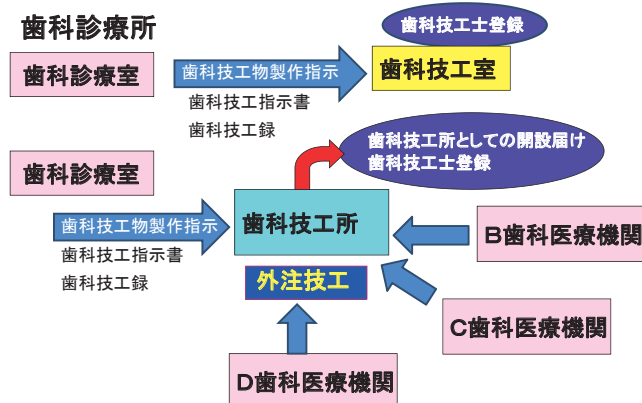 歯科診療所
歯科技工士登録
歯科診療室
歯科技工物製作指示
歯科技工室
歯科技工指示書
歯科技工録
歯科技工所としての開設届け
歯科技工士登録
歯科診療室
歯科技工物製作指示
歯科技工所
B歯科医療機関
歯科技工指示書
歯科技工録
外注技工
C歯科医療機関
D歯科医療機関